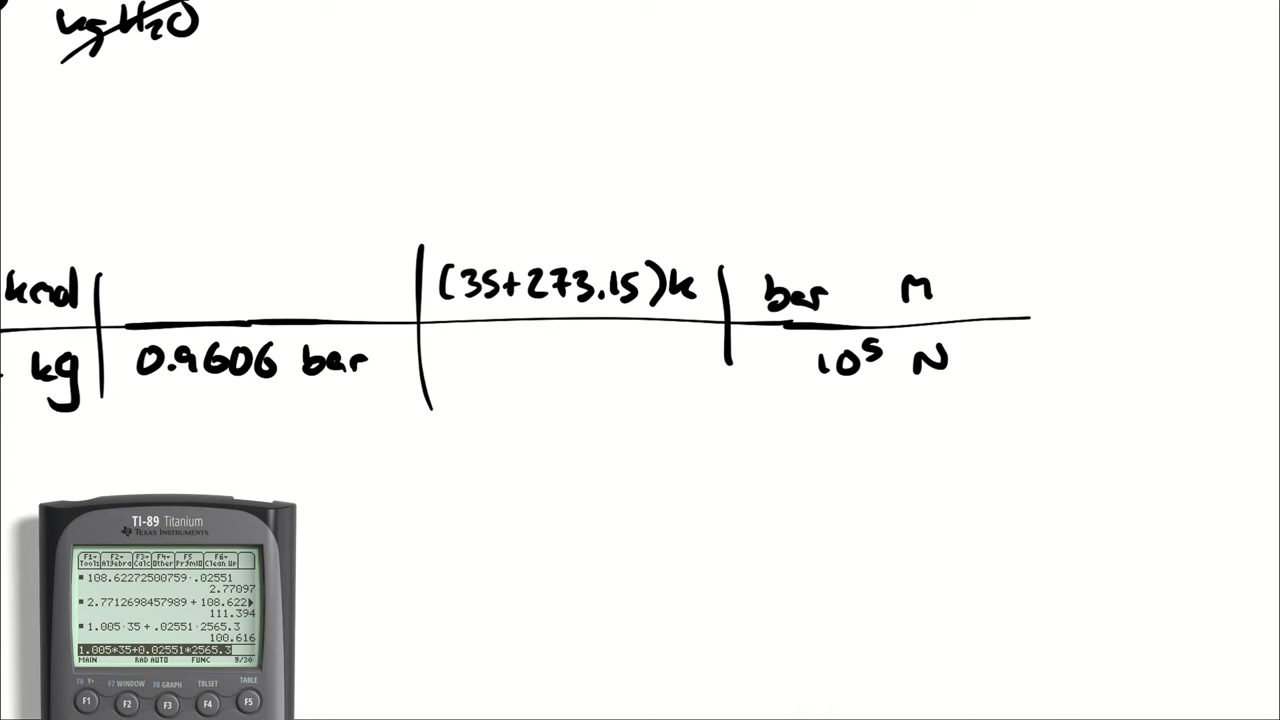 kg H₂O
kmol (35+273.15)k bar m
kg 0.9606 bar 10⁵ N
TI-89 Titanium
TEXAS INSTRUMENTS
F1 F2 F3 F4 F5 F6
Tools Algebra Calc Other PrgmIO Clean Up
108.62272500759·.02551
2.77097
2.7712698457989 + 108.622
111.394
1.005·35 + .02551·2565.3
100.616
1.005*35+0.02551*2565.3
MAIN RAD AUTO FUNC 9/30
F6 Y= F7 WINDOW F8 GRAPH TBLSET TABLE
F1 F2 F3 F4 F5